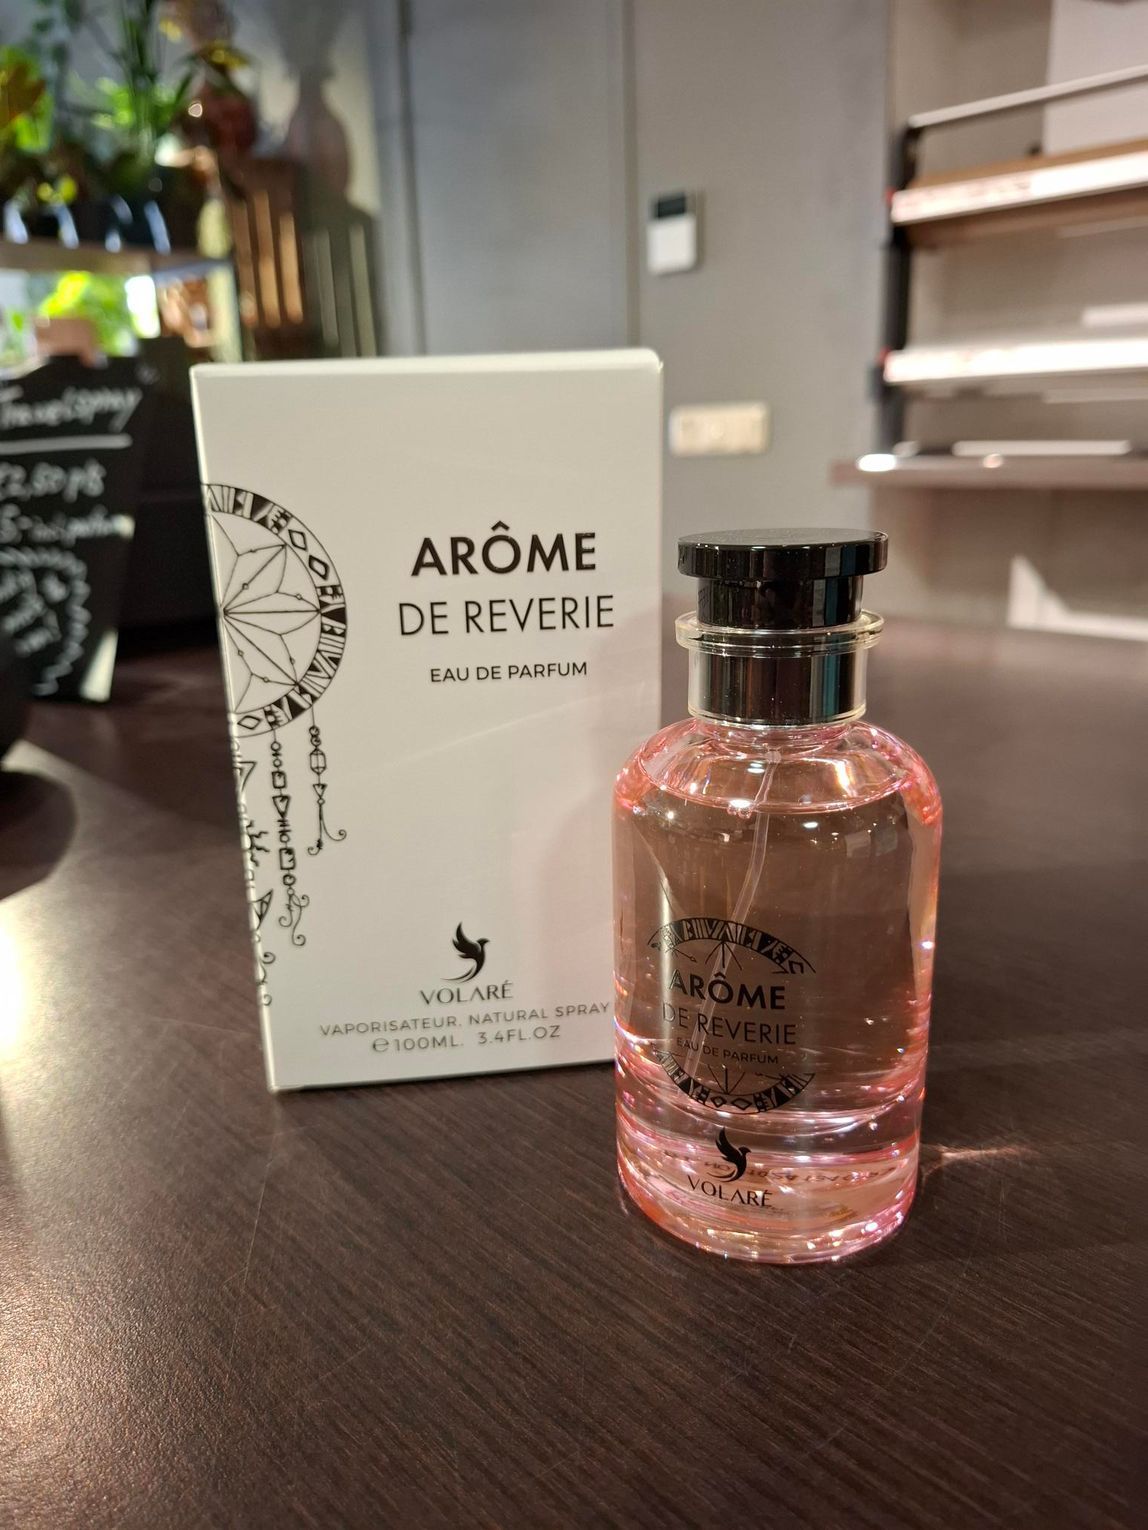 Travelspray
ARÔME
DE REVERIE
EAU DE PARFUM
VOLARÉ
VAPORISATEUR. NATURAL SPRAY
℮100ML. 3.4FL.OZ
ARÔME
DE REVERIE
EAU DE PARFUM
VOLARÉ